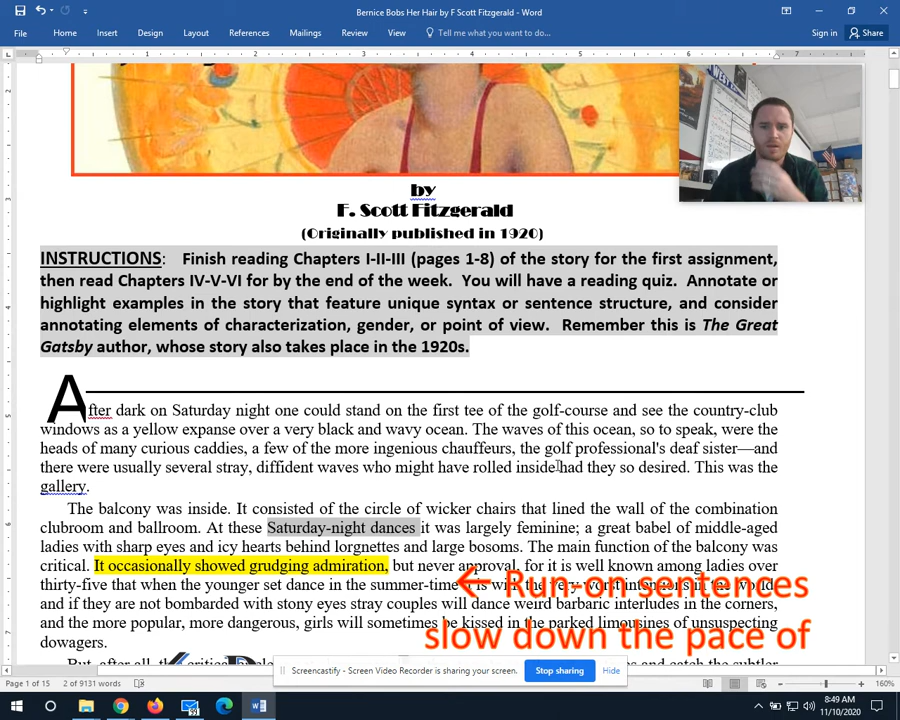 Bernice Bobs Her Hair by F Scott Fitzgerald - Word
Sign in Share
File Home Insert Design Layout References Mailings Review View Tell me what you want to do...
by
F. Scott Fitzgerald
(Originally published in 1920)
INSTRUCTIONS: Finish reading Chapters I-II-III (pages 1-8) of the story for the first assignment,
then read Chapters IV-V-VI for by the end of the week. You will have a reading quiz. Annotate or
highlight examples in the story that feature unique syntax or sentence structure, and consider
annotating elements of characterization, gender, or point of view. Remember this is The Great
Gatsby author, whose story also takes place in the 1920s.
After dark on Saturday night one could stand on the first tee of the golf-course and see the country-club
windows as a yellow expanse over a very black and wavy ocean. The waves of this ocean, so to speak, were the
heads of many curious caddies, a few of the more ingenious chauffeurs, the golf professional's deaf sister—and
there were usually several stray, diffident waves who might have rolled inside had they so desired. This was the
gallery.
The balcony was inside. It consisted of the circle of wicker chairs that lined the wall of the combination
clubroom and ballroom. At these Saturday-night dances it was largely feminine; a great babel of middle-aged
ladies with sharp eyes and icy hearts behind lorgnettes and large bosoms. The main function of the balcony was
critical. It occasionally showed grudging admiration, but never approval, for it is well known among ladies over
thirty-five that when the younger set dance in the summer-time it is with the very worst intentions in the world
and if they are not bombarded with stony eyes stray couples will dance weird barbaric interludes in the corners,
and the more popular, more dangerous, girls will sometimes be kissed in the parked limousines of unsuspecting
dowagers.
← Run-on sentences
slow down the pace of
But, after all, and catch the subtler
Screencastify - Screen Video Recorder is sharing your screen. Stop sharing Hide
Page 1 of 15 2 of 9131 words 160%
8:49 AM
11/10/2020